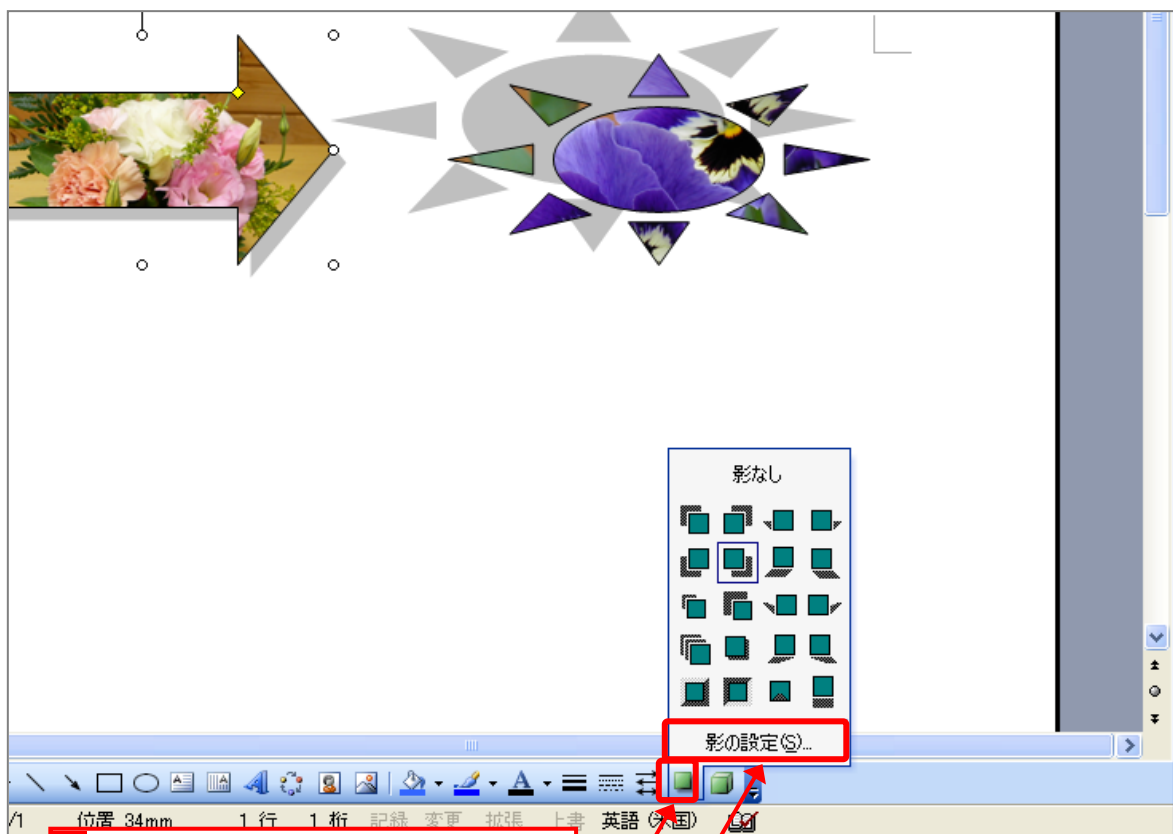 影なし
影の設定(S)...
/1 位置 34mm 1 行 1 桁 記録 変更 拡張 上書 英語 (米国)